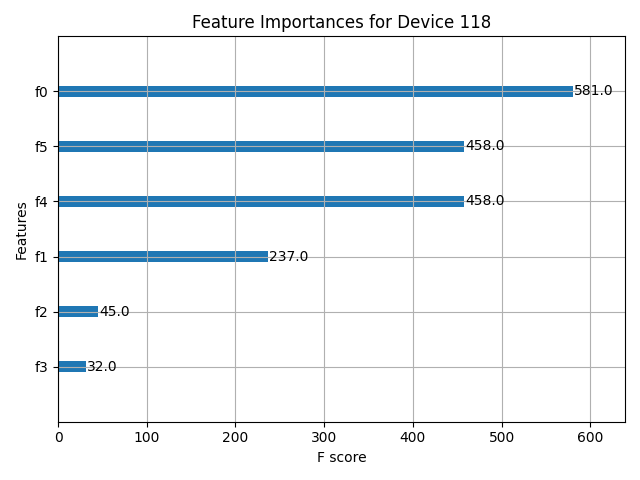 Feature Importances for Device 118
Features
f0
581.0
f5
458.0
f4
458.0
f1
237.0
f2
45.0
f3
32.0
0 100 200 300 400 500 600
F score